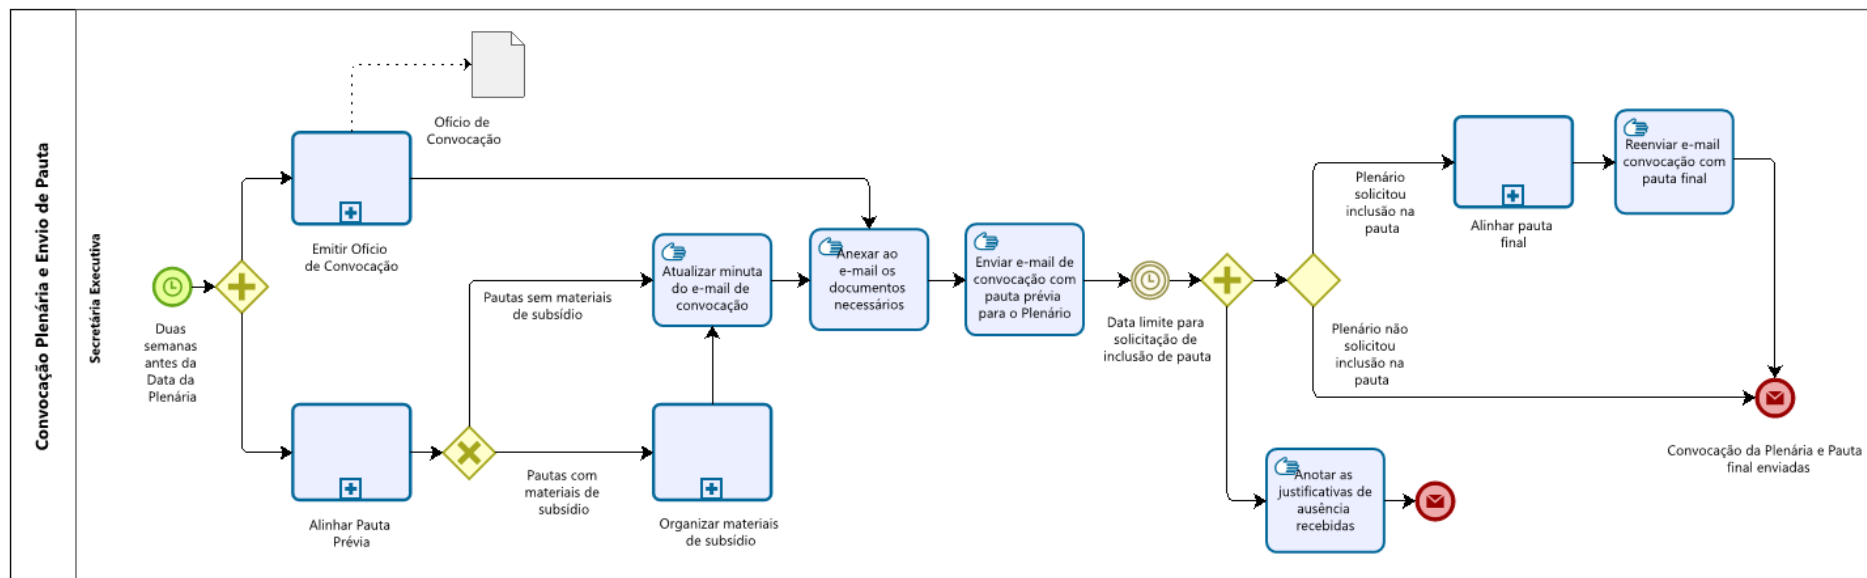 Convocação Plenária e Envio de Pauta
Secretária Executiva
Duas
semanas
antes da
Data da
Plenária
Ofício de
Convocação
Emitir Ofício
de Convocação
Alinhar Pauta
Prévia
Pautas sem materiais
de subsídio
Pautas com
materiais de
subsídio
Atualizar minuta
do e-mail de
convocação
Organizar materiais
de subsídio
Anexar ao
e-mail os
documentos
necessários
Enviar e-mail de
convocação com
pauta prévia
para o Plenário
Data limite para
solicitação de
inclusão de pauta
Plenário
solicitou
inclusão na
pauta
Plenário não
solicitou
inclusão na
pauta
Alinhar pauta
final
Reenviar e-mail
convocação com
pauta final
Anotar as
justificativas de
ausência
recebidas
Convocação da Plenária e Pauta
final enviadas